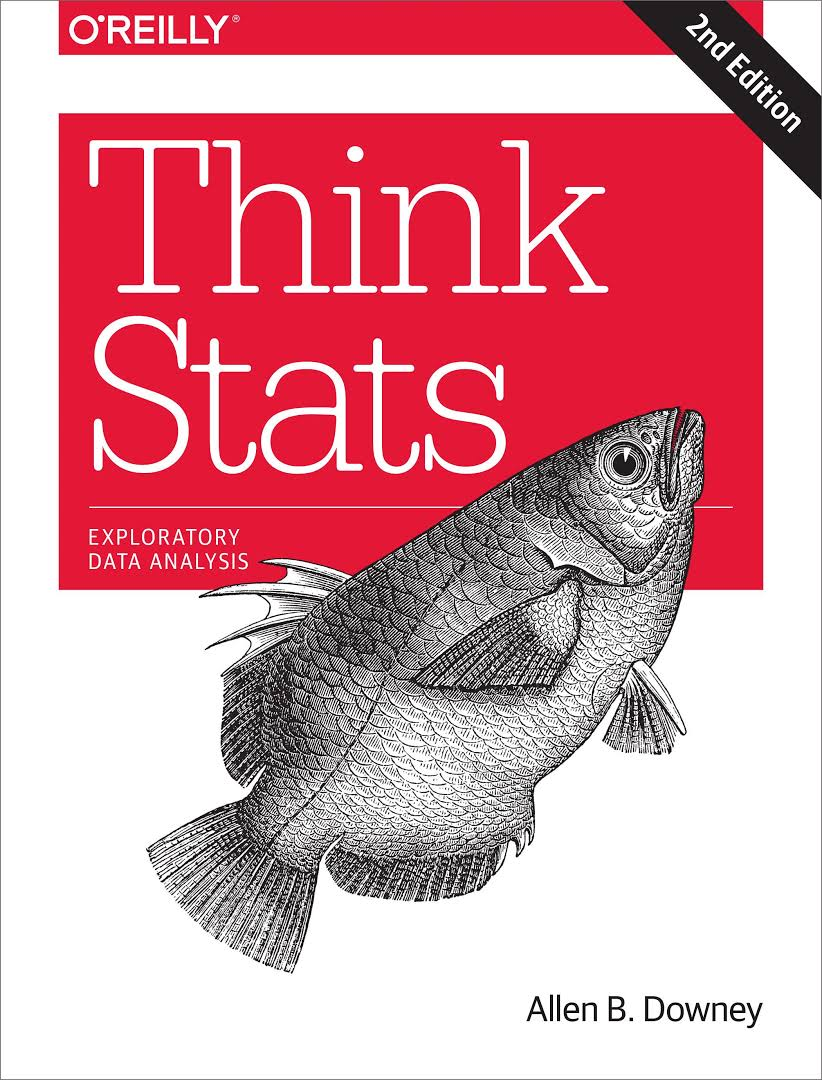 O'REILLY®
2nd Edition
Think
Stats
EXPLORATORY
DATA ANALYSIS
Allen B. Downey